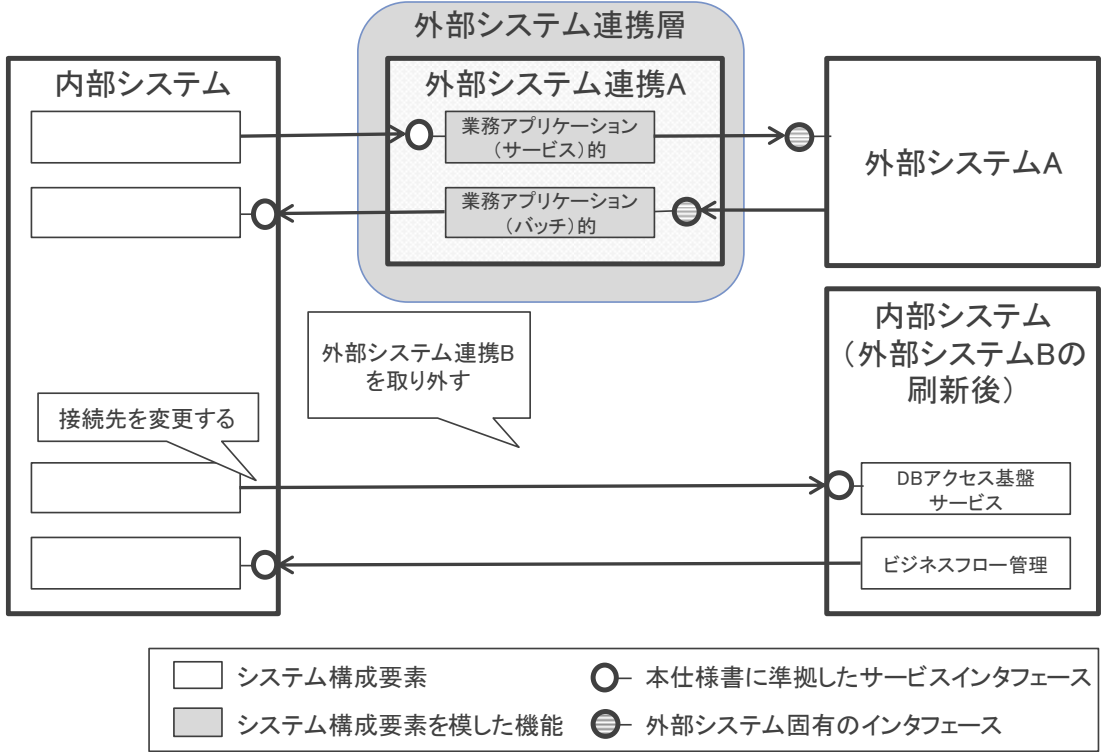 外部システム連携層
内部システム
外部システム連携A
業務アプリケーション
(サービス)的
業務アプリケーション
(バッチ)的
外部システムA
内部システム
(外部システムBの
刷新後)
外部システム連携B
を取り外す
接続先を変更する
DBアクセス基盤
サービス
ビジネスフロー管理
システム構成要素
本仕様書に準拠したサービスインタフェース
システム構成要素を模した機能
外部システム固有のインタフェース